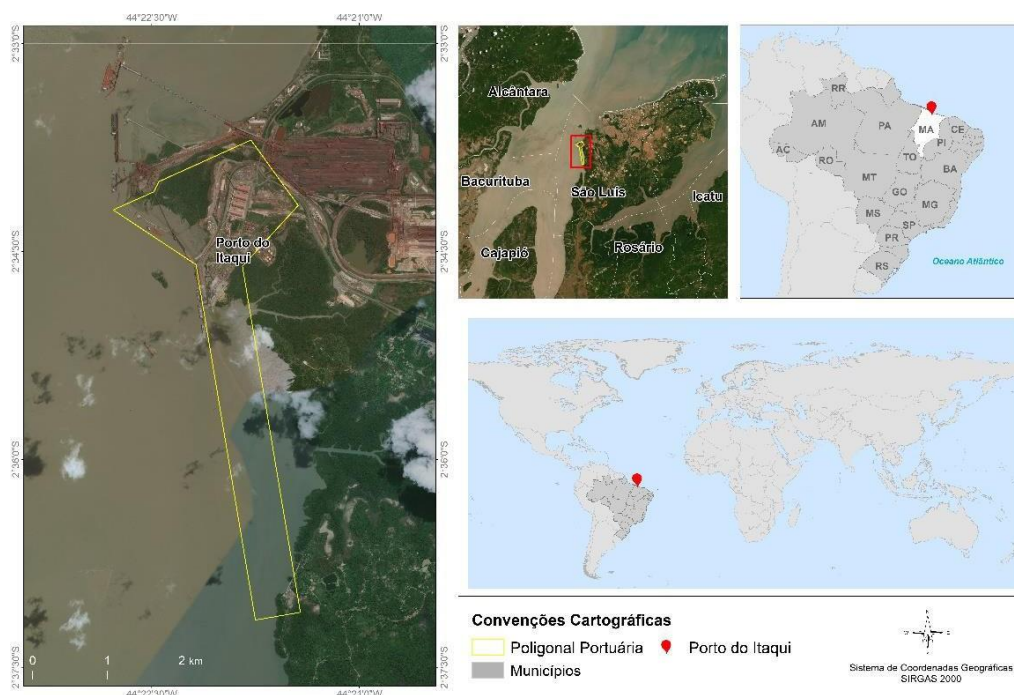 44°22'30"W
44°21'0"W
2°33'0"S
2°33'0"S
Porto do
Itaqui
2°34'30"S
2°34'30"S
2°36'0"S
2°36'0"S
0 1 2 km
2°37'30"S
2°37'30"S
44°22'30"W
44°21'0"W
Alcântara
Bacurituba
São Luís
Icatu
Cajapió
Rosário
RR
AM
PA
MA
CE
PI
AC
RO
TO
BA
MT
GO
MG
MS
SP
PR
RS
Oceano Atlântico
Convenções Cartográficas
Poligonal Portuária
Porto do Itaqui
Municípios
Sistema de Coordenadas Geográficas
SIRGAS 2000